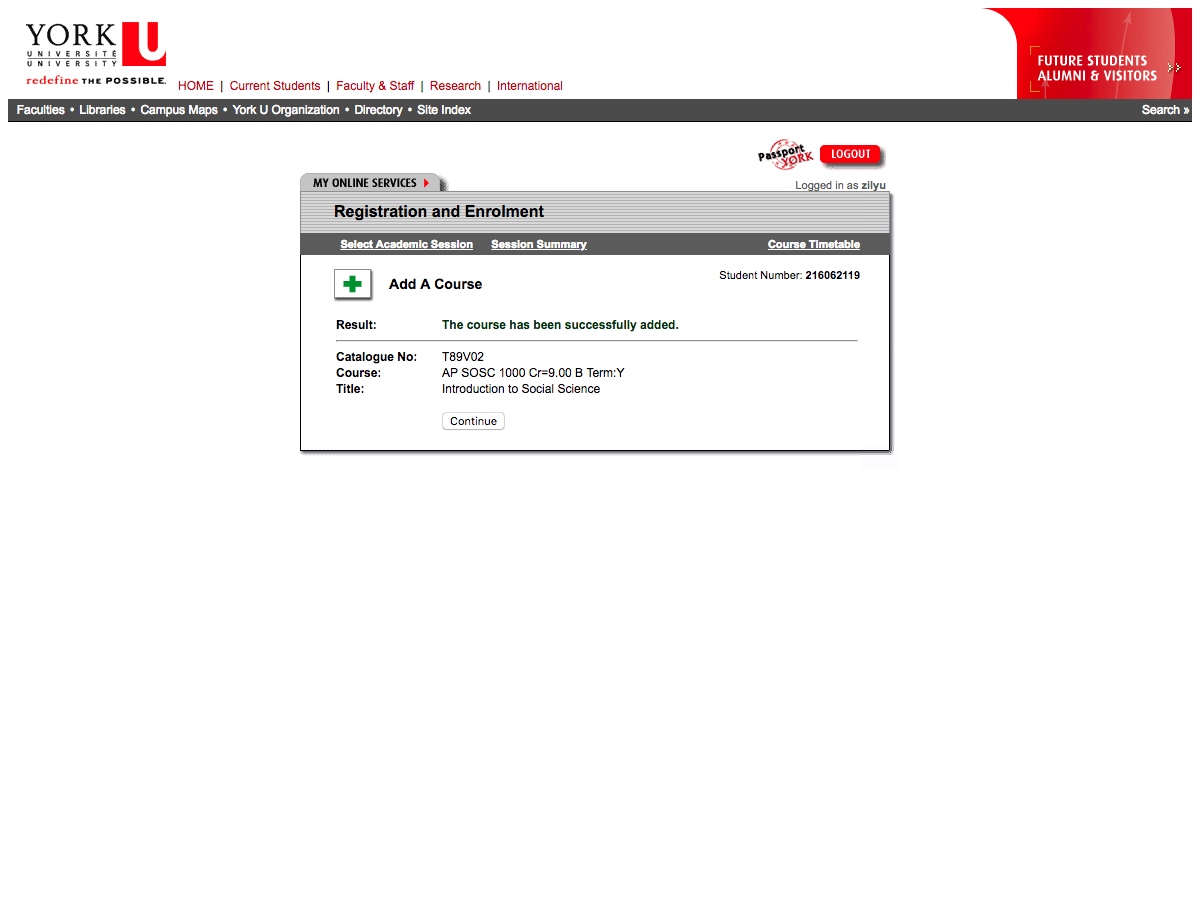 YORK U
UNIVERSITÉ
UNIVERSITY
redefine THE POSSIBLE.
HOME | Current Students | Faculty & Staff | Research | International
FUTURE STUDENTS
ALUMNI & VISITORS
Faculties • Libraries • Campus Maps • York U Organization • Directory • Site Index Search »
Passport YORK LOGOUT
Logged in as zilyu
MY ONLINE SERVICES
Registration and Enrolment
Select Academic Session Session Summary Course Timetable
Student Number: 216062119
Add A Course
Result: The course has been successfully added.
Catalogue No: T89V02
Course: AP SOSC 1000 Cr=9.00 B Term:Y
Title: Introduction to Social Science
Continue